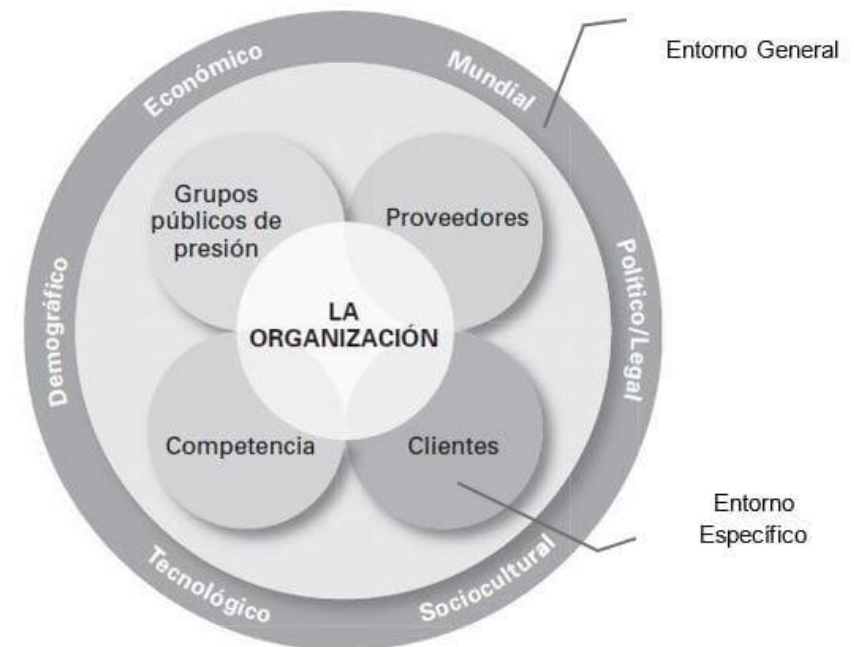 Económico
Mundial
Entorno General
Grupos
públicos de
presión
Proveedores
Demográfico
Político/Legal
LA
ORGANIZACIÓN
Competencia
Clientes
Entorno
Específico
Tecnológico
Sociocultural